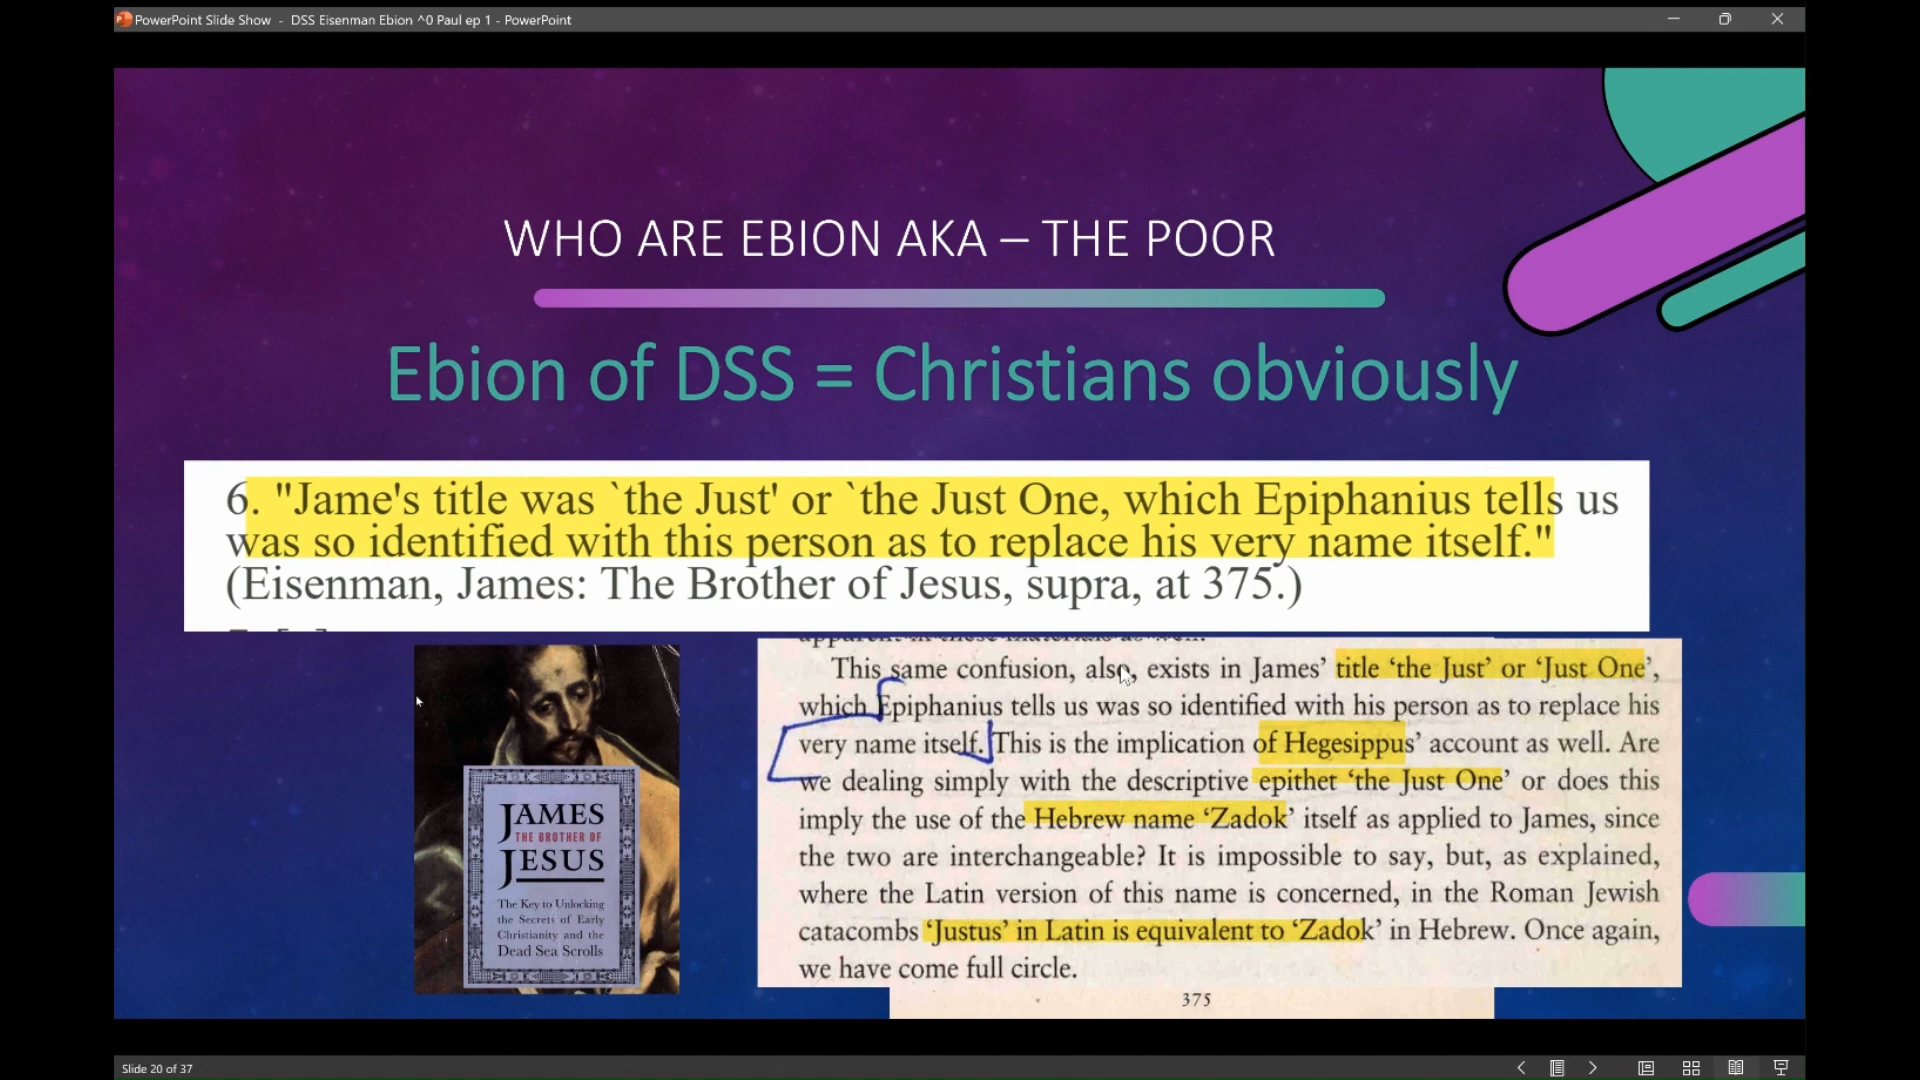 PowerPoint Slide Show - DSS Eisenman Ebion ^0 Paul ep 1 - PowerPoint
WHO ARE EBION AKA – THE POOR
Ebion of DSS = Christians obviously
6. "Jame's title was `the Just' or `the Just One, which Epiphanius tells us
was so identified with this person as to replace his very name itself."
(Eisenman, James: The Brother of Jesus, supra, at 375.)
JAMES
THE BROTHER OF
JESUS
The Key to Unlocking
the Secrets of Early
Christianity and the
Dead Sea Scrolls
This same confusion, also, exists in James' title 'the Just' or 'Just One',
which Epiphanius tells us was so identified with his person as to replace his
very name itself. This is the implication of Hegesippus' account as well. Are
we dealing simply with the descriptive epithet 'the Just One' or does this
imply the use of the Hebrew name 'Zadok' itself as applied to James, since
the two are interchangeable? It is impossible to say, but, as explained,
where the Latin version of this name is concerned, in the Roman Jewish
catacombs 'Justus' in Latin is equivalent to 'Zadok' in Hebrew. Once again,
we have come full circle.
375
Slide 20 of 37